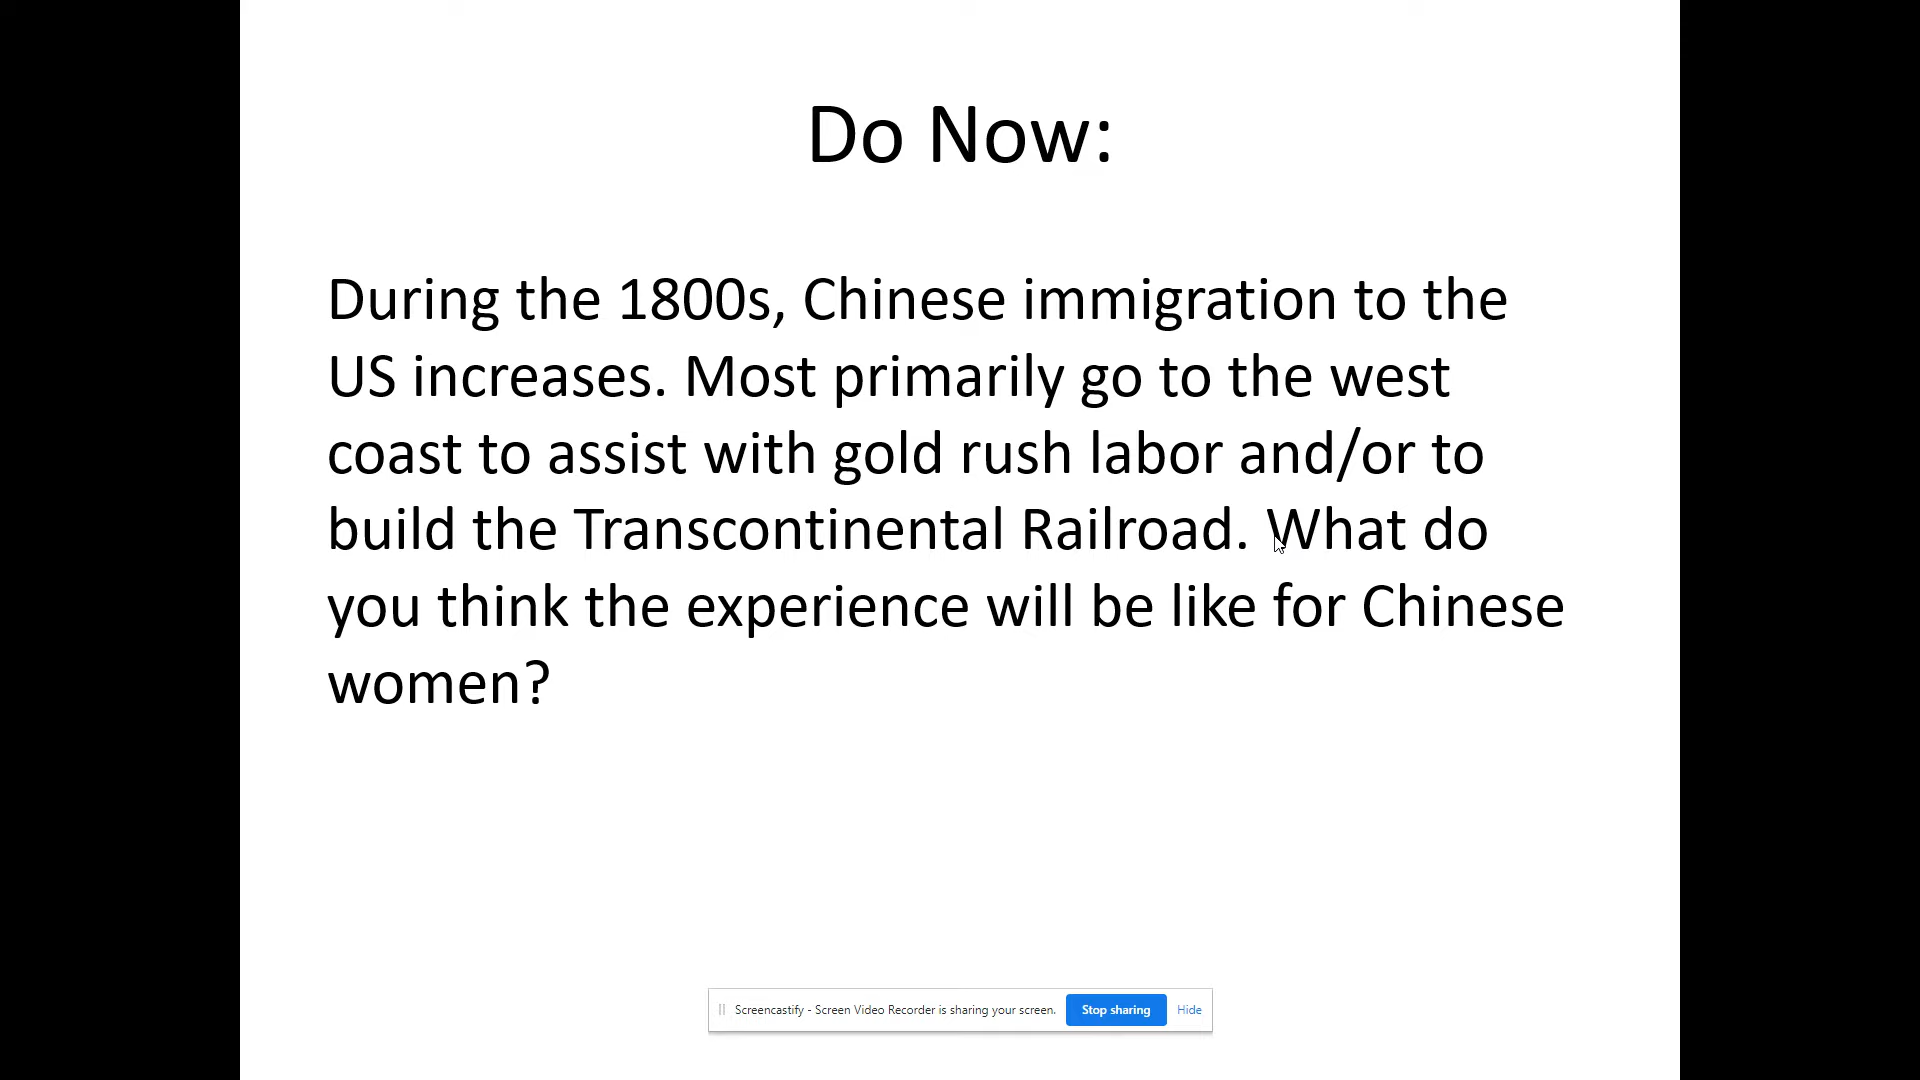 Do Now:
During the 1800s, Chinese immigration to the
US increases. Most primarily go to the west
coast to assist with gold rush labor and/or to
build the Transcontinental Railroad. What do
you think the experience will be like for Chinese
women?
Screencastify - Screen Video Recorder is sharing your screen. Stop sharing Hide